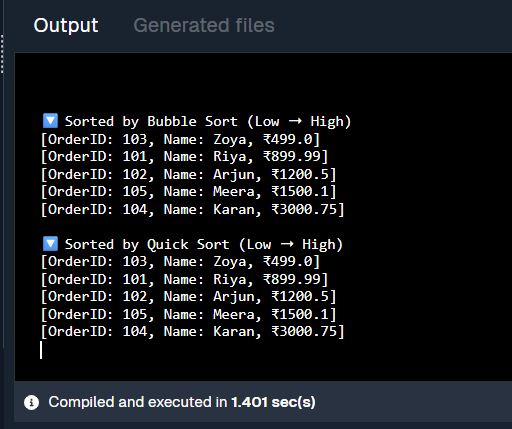 Output Generated files
🔽 Sorted by Bubble Sort (Low → High)
[OrderID: 103, Name: Zoya, ₹499.0]
[OrderID: 101, Name: Riya, ₹899.99]
[OrderID: 102, Name: Arjun, ₹1200.5]
[OrderID: 105, Name: Meera, ₹1500.1]
[OrderID: 104, Name: Karan, ₹3000.75]
🔽 Sorted by Quick Sort (Low → High)
[OrderID: 103, Name: Zoya, ₹499.0]
[OrderID: 101, Name: Riya, ₹899.99]
[OrderID: 102, Name: Arjun, ₹1200.5]
[OrderID: 105, Name: Meera, ₹1500.1]
[OrderID: 104, Name: Karan, ₹3000.75]
Compiled and executed in 1.401 sec(s)